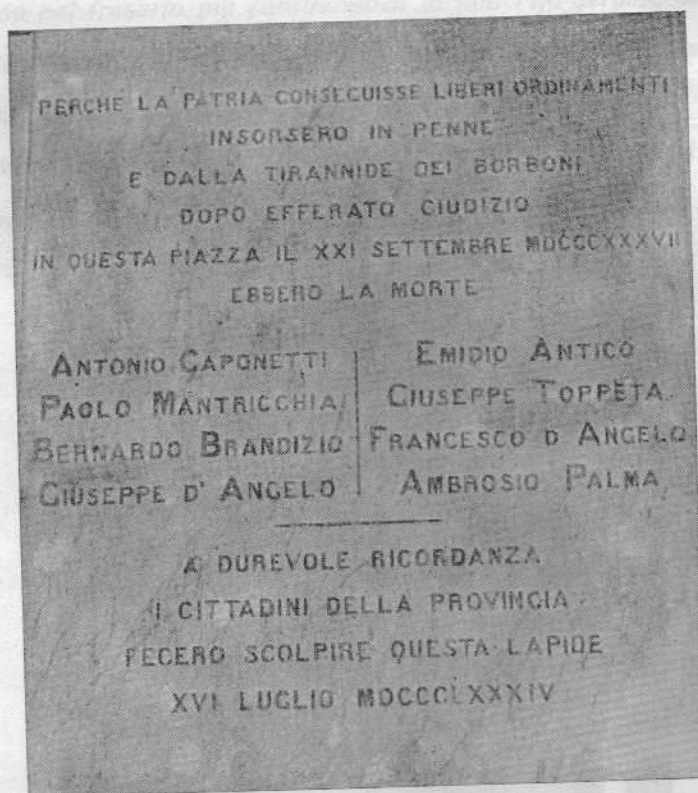 PERCHE LA PATRIA CONSEGUISSE LIBERI ORDINAMENTI
INSORSERO IN PENNE
E DALLA TIRANNIDE DEI BORBONI
DOPO EFFERATO GIUDIZIO
IN QUESTA PIAZZA IL XXI SETTEMBRE MDCCCXXXVII
EBBERO LA MORTE
ANTONIO CAPONETTI
PAOLO MANTRICCHIA
BERNARDO BRANDIZIO
GIUSEPPE D' ANGELO
EMIDIO ANTICO
GIUSEPPE TOPPETA
FRANCESCO D ANGELO
AMBROSIO PALMA
A DUREVOLE RICORDANZA
I CITTADINI DELLA PROVINCIA
FECERO SCOLPIRE QUESTA LAPIDE
XVI LUGLIO MDCCCLXXXIV